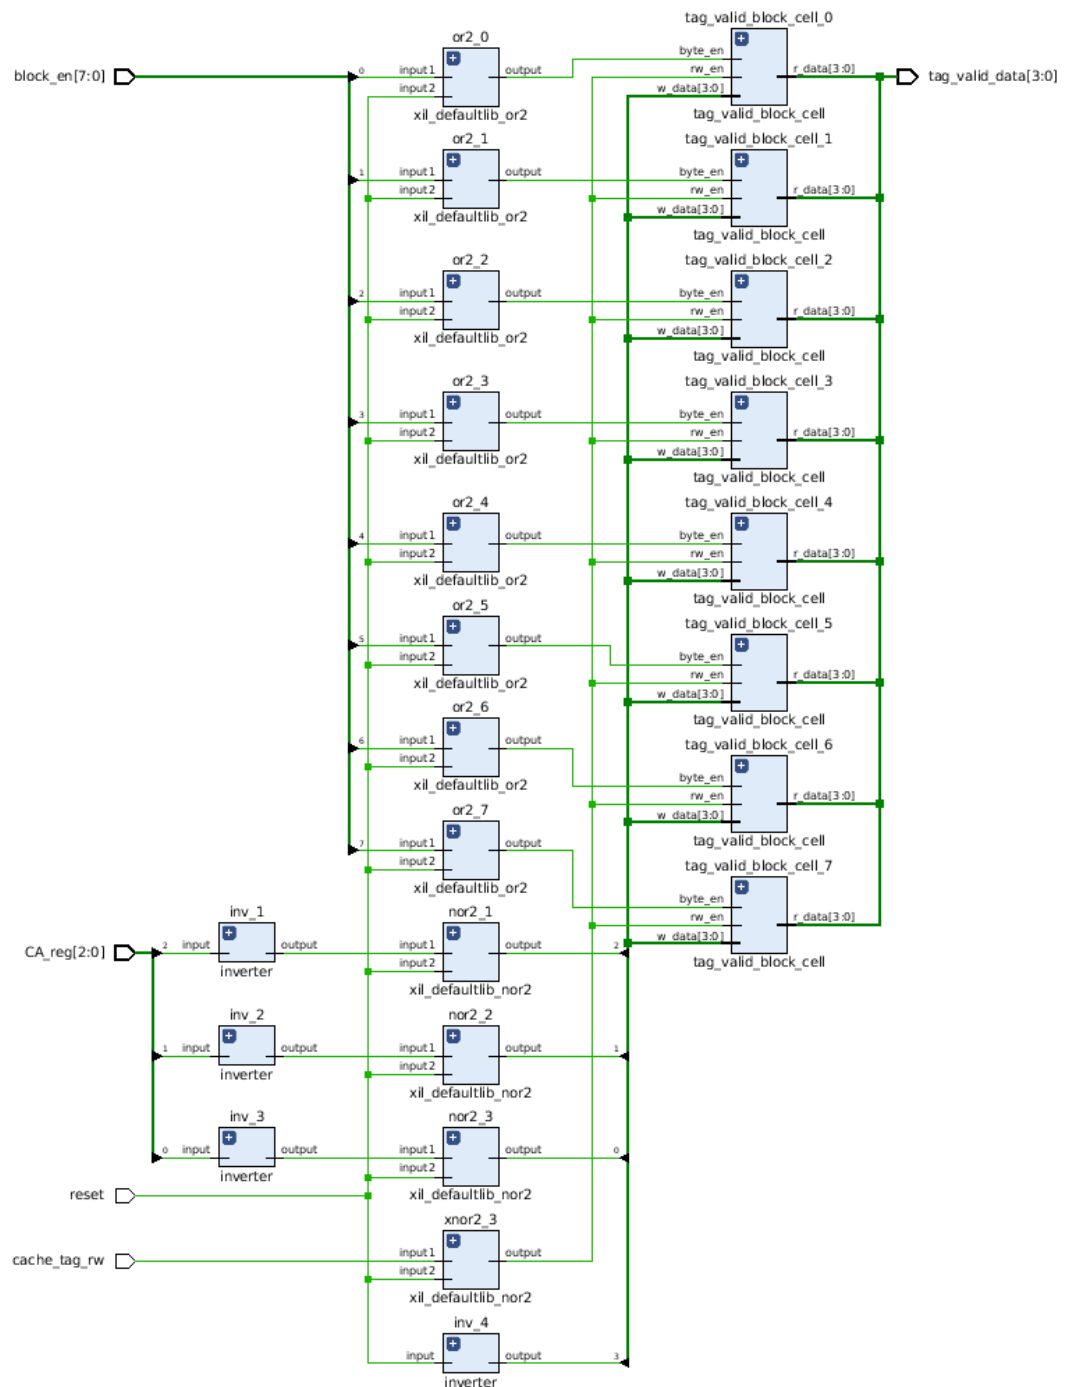 tag_valid_block_cell_0
or2_0
byte_en
block_en[7:0]
0
input1
output
rw_en
r_data[3:0]
tag_valid_data[3:0]
input2
w_data[3:0]
xil_defaultlib_or2
tag_valid_block_cell
or2_1
tag_valid_block_cell_1
1
input1
output
byte_en
input2
rw_en
r_data[3:0]
w_data[3:0]
xil_defaultlib_or2
tag_valid_block_cell
or2_2
tag_valid_block_cell_2
2
input1
output
byte_en
input2
rw_en
r_data[3:0]
w_data[3:0]
xil_defaultlib_or2
tag_valid_block_cell
or2_3
tag_valid_block_cell_3
3
input1
output
byte_en
input2
rw_en
r_data[3:0]
w_data[3:0]
xil_defaultlib_or2
tag_valid_block_cell
or2_4
tag_valid_block_cell_4
4
input1
output
byte_en
input2
rw_en
r_data[3:0]
w_data[3:0]
xil_defaultlib_or2
tag_valid_block_cell
or2_5
tag_valid_block_cell_5
5
input1
output
byte_en
input2
rw_en
r_data[3:0]
w_data[3:0]
xil_defaultlib_or2
tag_valid_block_cell
or2_6
tag_valid_block_cell_6
6
input1
output
byte_en
input2
rw_en
r_data[3:0]
w_data[3:0]
xil_defaultlib_or2
tag_valid_block_cell
or2_7
tag_valid_block_cell_7
7
input1
output
byte_en
input2
rw_en
r_data[3:0]
w_data[3:0]
xil_defaultlib_or2
tag_valid_block_cell
inv_1
nor2_1
CA_reg[2:0]
2
input
output
input1
output
2
input2
inverter
xil_defaultlib_nor2
inv_2
nor2_2
1
input
output
input1
output
1
input2
inverter
xil_defaultlib_nor2
inv_3
nor2_3
0
input
output
input1
output
0
input2
inverter
xil_defaultlib_nor2
reset
xnor2_3
cache_tag_rw
input1
output
input2
xil_defaultlib_nor2
inv_4
input
output
3
inverter